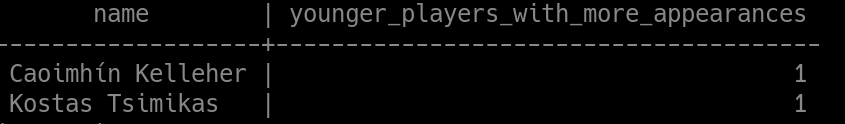 name | younger_players_with_more_appearances
-------------------+--------------------------------------
Caoimhín Kelleher | 1
Kostas Tsimikas | 1